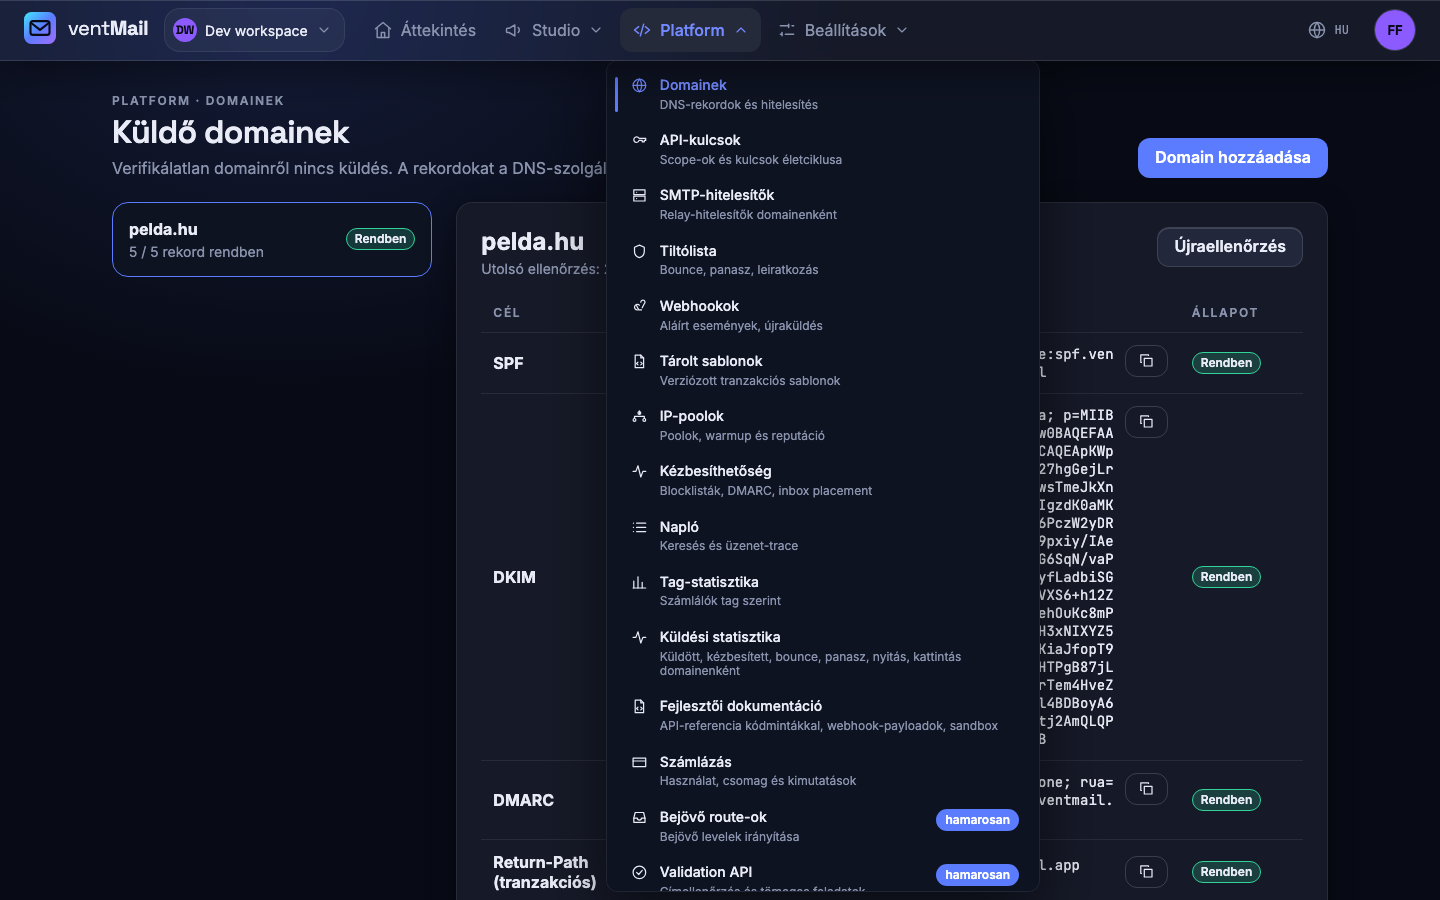 ventMail
DW Dev workspace
Áttekintés
Studio
Platform
Beállítások
HU
FF
PLATFORM · DOMAINEK
Küldő domainek
Verifikálatlan domainről nincs küldés. A rekordokat a DNS-szolgál
Domain hozzáadása
pelda.hu
5 / 5 rekord rendben
Rendben
pelda.hu
Utolsó ellenőrzés:
Újraellenőrzés
CÉL
ÁLLAPOT
SPF
e:spf.ven
l
Rendben
DKIM
a; p=MIIB
w0BAQEFAA
CAQEApKWp
27hgGejLr
wsTmeJkXn
IgzdK0aMK
6PczW2yDR
9pxiy/IAe
G6SqN/vaP
yfLadbiSG
VXS6+h12Z
ehOuKc8mP
H3xNIXYZ5
KiaJfopT9
HTPgB87jL
rTem4HveZ
l4BDBoyA6
tj2AmQLQP
B
Rendben
DMARC
one; rua=
ventmail.
Rendben
Return-Path
(tranzakciós)
l.app
Rendben
Domainek
DNS-rekordok és hitelesítés
API-kulcsok
Scope-ok és kulcsok életciklusa
SMTP-hitelesítők
Relay-hitelesítők domainenként
Tiltólista
Bounce, panasz, leiratkozás
Webhookok
Aláírt események, újraküldés
Tárolt sablonok
Verziózott tranzakciós sablonok
IP-poolok
Poolok, warmup és reputáció
Kézbesíthetőség
Blocklisták, DMARC, inbox placement
Napló
Keresés és üzenet-trace
Tag-statisztika
Számlálók tag szerint
Küldési statisztika
Küldött, kézbesített, bounce, panasz, nyitás, kattintás
domainenként
Fejlesztői dokumentáció
API-referencia kódmintákkal, webhook-payloadok, sandbox
Számlázás
Használat, csomag és kimutatások
Bejövő route-ok
Bejövő levelek irányítása
hamarosan
Validation API
Címellenőrzés és tömeges feladatok
hamarosan